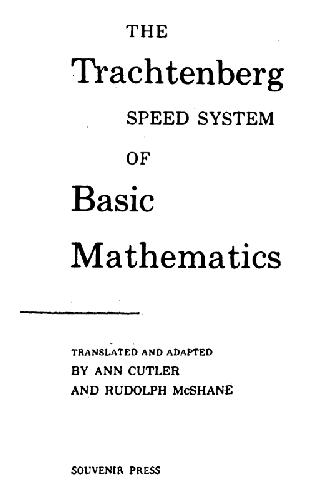 THE
Trachtenberg
SPEED SYSTEM
OF
Basic
Mathematics
TRANSLATED AND ADAPTED
BY ANN CUTLER
AND RUDOLPH McSHANE
SOUVENIR PRESS